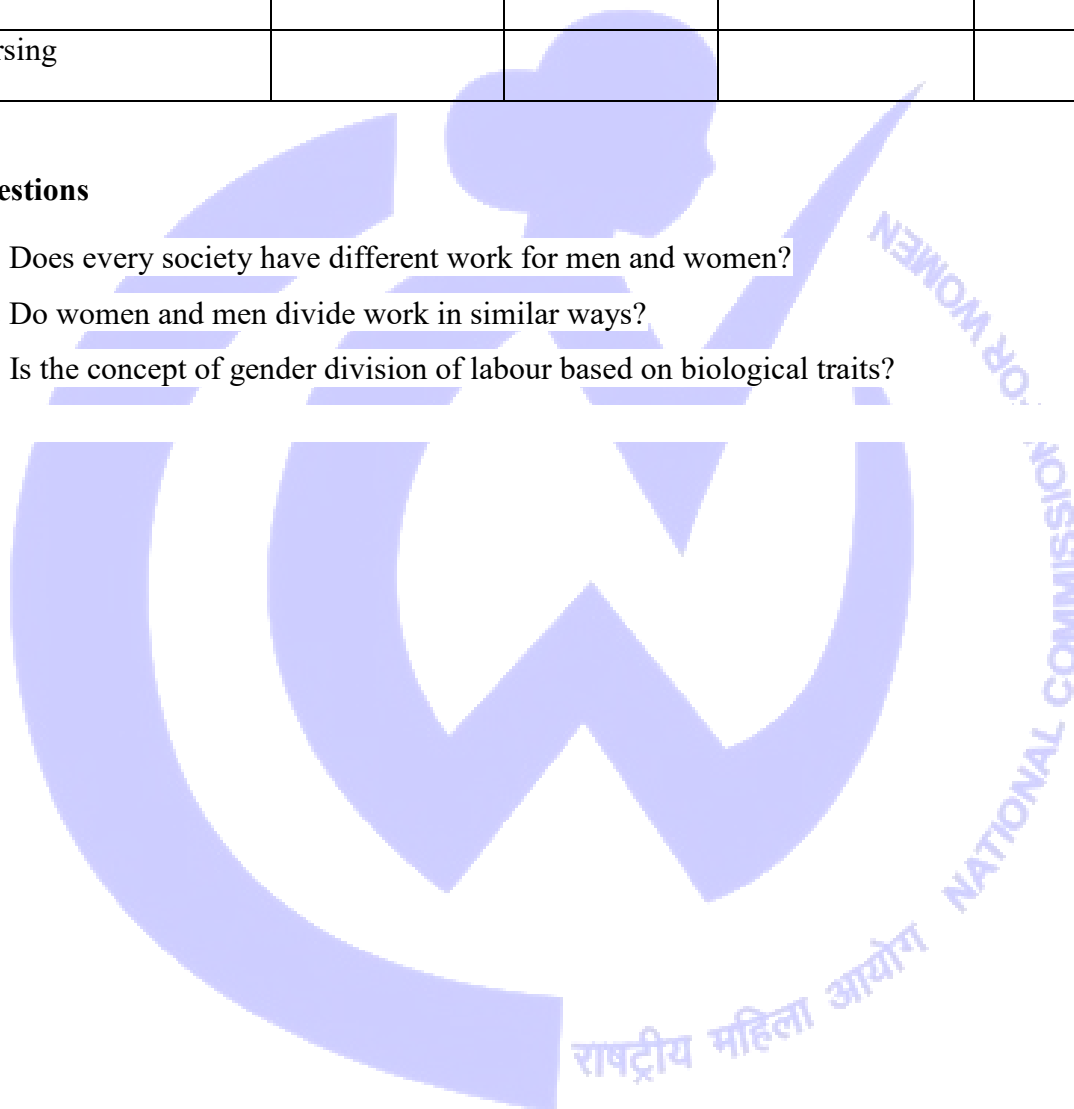 rsing
estions
Does every society have different work for men and women?
Do women and men divide work in similar ways?
Is the concept of gender division of labour based on biological traits?
राषट्रीय महिला आयोग NATIONAL COMMISSION FOR WOMEN